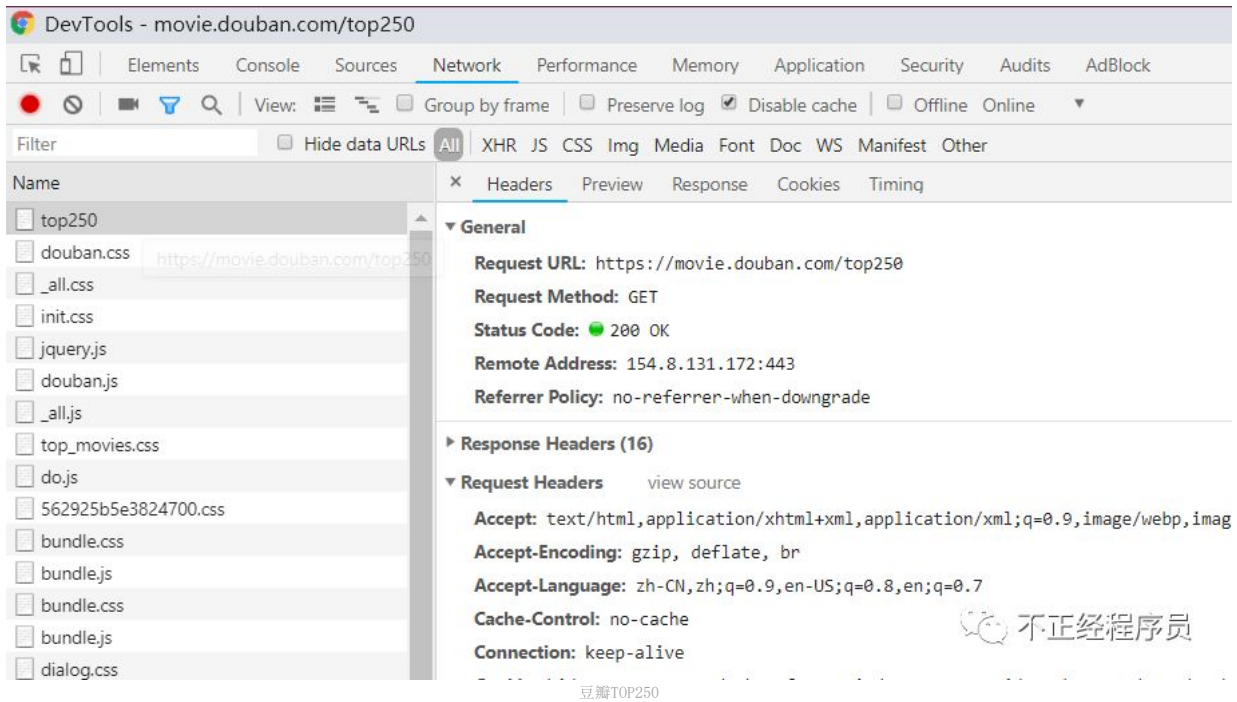 DevTools - movie.douban.com/top250
Elements Console Sources Network Performance Memory Application Security Audits AdBlock
View: Group by frame Preserve log Disable cache Offline Online
Filter Hide data URLs All XHR JS CSS Img Media Font Doc WS Manifest Other
Name
top250
douban.css
https://movie.douban.com/top250
_all.css
init.css
jquery.js
douban.js
_all.js
top_movies.css
do.js
562925b5e3824700.css
bundle.css
bundle.js
bundle.css
bundle.js
dialog.css
× Headers Preview Response Cookies Timing
General
Request URL: https://movie.douban.com/top250
Request Method: GET
Status Code: 200 OK
Remote Address: 154.8.131.172:443
Referrer Policy: no-referrer-when-downgrade
Response Headers (16)
Request Headers view source
Accept: text/html,application/xhtml+xml,application/xml;q=0.9,image/webp,imag
Accept-Encoding: gzip, deflate, br
Accept-Language: zh-CN,zh;q=0.9,en-US;q=0.8,en;q=0.7
Cache-Control: no-cache
Connection: keep-alive
不正经程序员
豆瓣TOP250